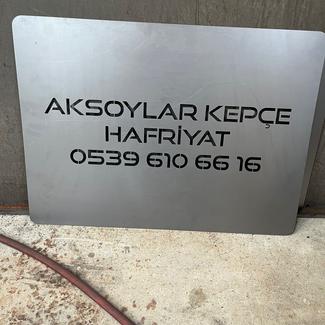 AKSOYLAR KEPÇE
HAFRİYAT
0539 610 66 16